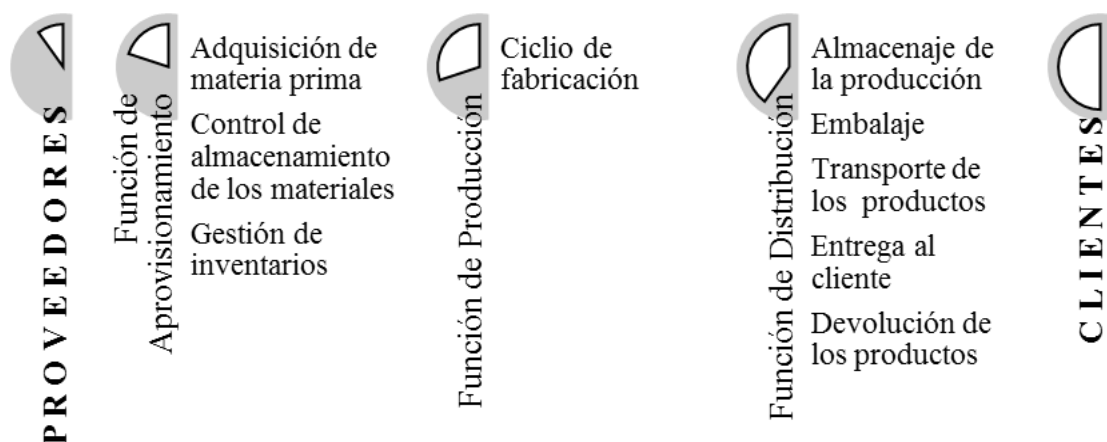 PROVEEDORES
Función de
Aprovisionamiento
Adquisición de
materia prima
Control de
almacenamiento
de los materiales
Gestión de
inventarios
Función de Producción
Ciclio de
fabricación
Función de Distribución
Almacenaje de
la producción
Embalaje
Transporte de
los productos
Entrega al
cliente
Devolución de
los productos
CLIENTES